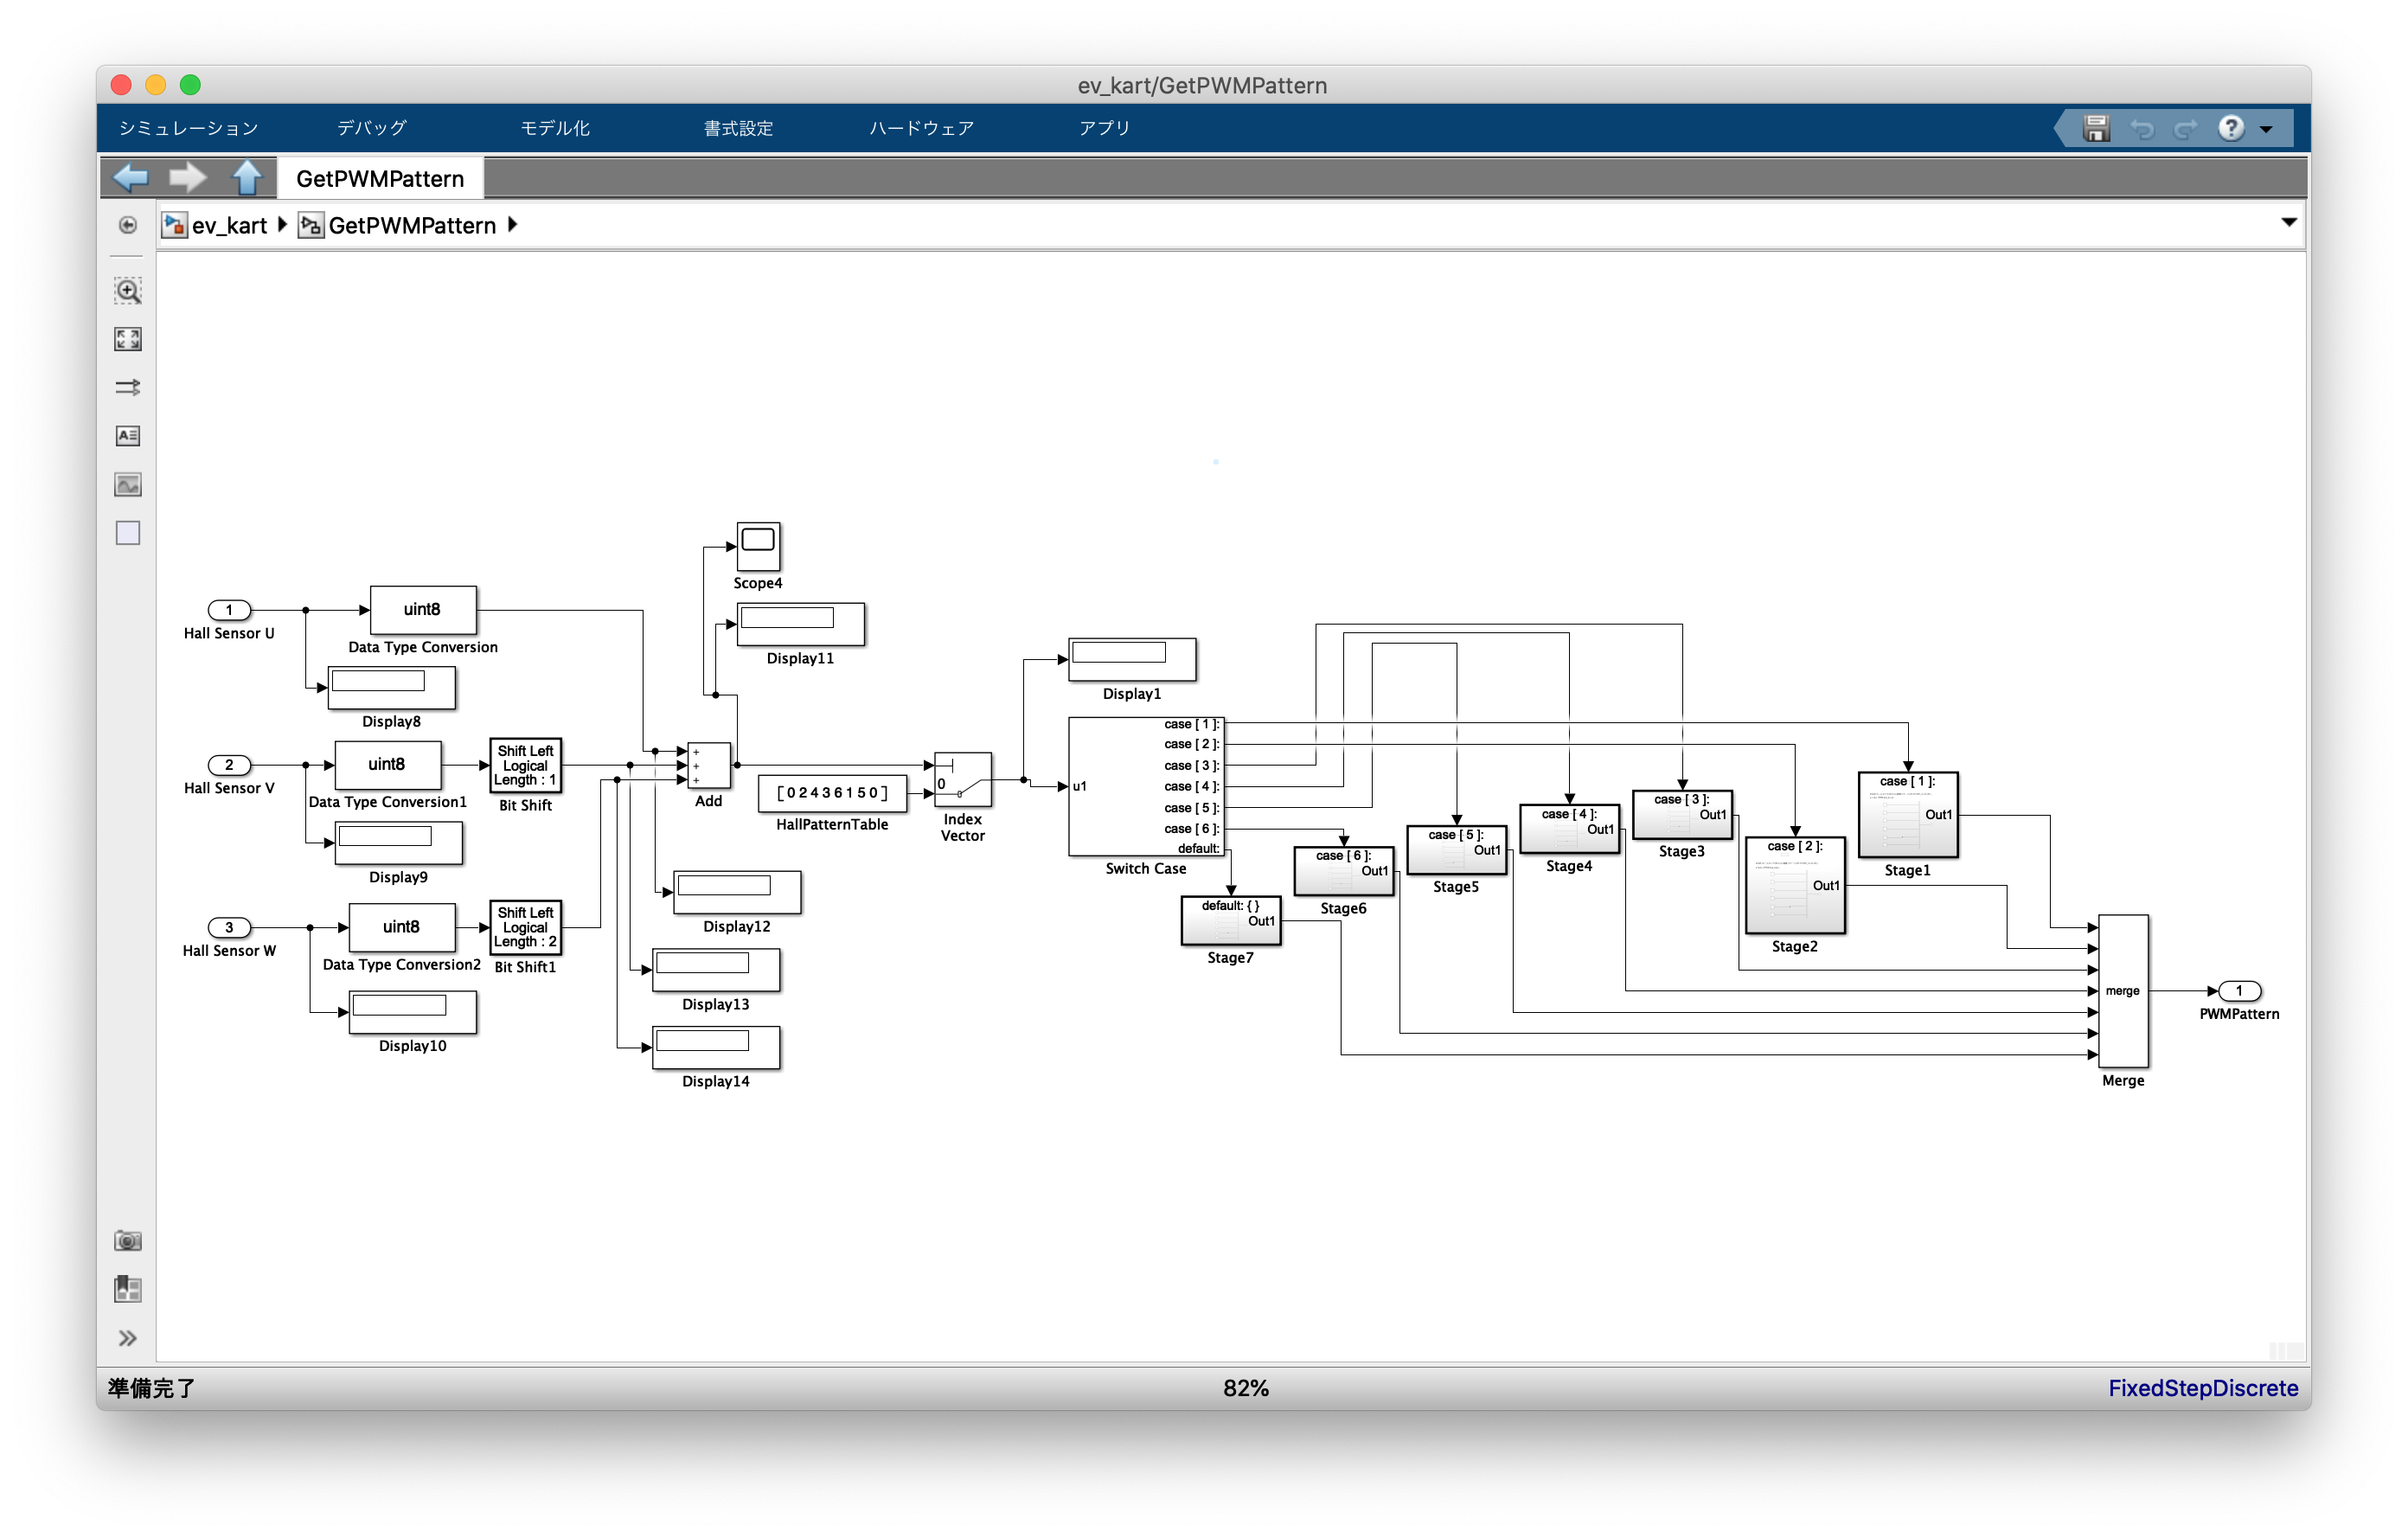 ev_kart/GetPWMPattern
シミュレーション デバッグ モデル化 書式設定 ハードウェア アプリ
GetPWMPattern
ev_kart GetPWMPattern
Scope4
Display11
1
Hall Sensor U
uint8
Data Type Conversion
Display8
2
Hall Sensor V
uint8
Data Type Conversion1
Shift Left
Logical
Length : 1
Bit Shift
Display9
3
Hall Sensor W
uint8
Data Type Conversion2
Shift Left
Logical
Length : 2
Bit Shift1
Display10
+
+
+
Add
Display12
Display13
Display14
[ 0 2 4 3 6 1 5 0 ]
HallPatternTable
0
Index
Vector
Display1
u1
case [ 1 ]:
case [ 2 ]:
case [ 3 ]:
case [ 4 ]:
case [ 5 ]:
case [ 6 ]:
default:
Switch Case
default: { }
Out1
Stage7
case [ 6 ]:
Out1
Stage6
case [ 5 ]:
Out1
Stage5
case [ 4 ]:
Out1
Stage4
case [ 3 ]:
Out1
Stage3
case [ 2 ]:
Out1
Stage2
case [ 1 ]:
Out1
Stage1
merge
Merge
1
PWMPattern
準備完了 82% FixedStepDiscrete